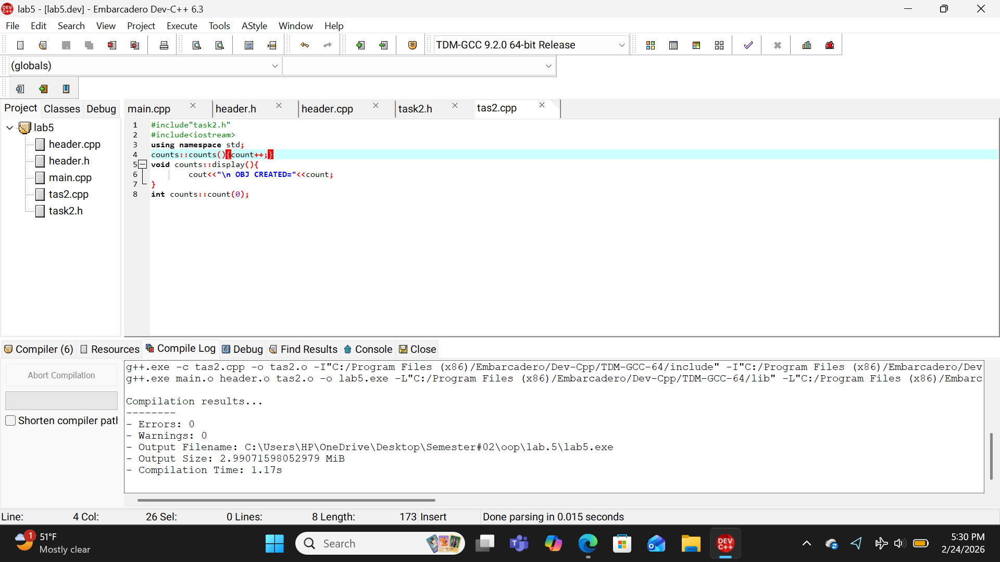 lab5 - [lab5.dev] - Embarcadero Dev-C++ 6.3
File Edit Search View Project Execute Tools AStyle Window Help
TDM-GCC 9.2.0 64-bit Release
(globals)
Project Classes Debug
main.cpp header.h header.cpp task2.h tas2.cpp
lab5
header.cpp
header.h
main.cpp
tas2.cpp
task2.h
1 #include"task2.h"
2 #include<iostream>
3 using namespace std;
4 counts::counts(){count++;}
5 void counts::display(){
6 cout<<"\n OBJ CREATED="<<count;
7 }
8 int counts::count(0);
Compiler (6) Resources Compile Log Debug Find Results Console Close
Abort Compilation
Shorten compiler pat
g++.exe -c tas2.cpp -o tas2.o -I"C:/Program Files (x86)/Embarcadero/Dev-Cpp/TDM-GCC-64/include" -I"C:/Program Files (x86)/Embarcadero/Dev
g++.exe main.o header.o tas2.o -o lab5.exe -L"C:/Program Files (x86)/Embarcadero/Dev-Cpp/TDM-GCC-64/lib" -L"C:/Program Files (x86)/Embarc
Compilation results...
--------
- Errors: 0
- Warnings: 0
- Output Filename: C:\Users\HP\OneDrive\Desktop\Semester#02\oop\lab.5\lab5.exe
- Output Size: 2.99071598052979 MiB
- Compilation Time: 1.17s
Line: 4 Col: 26 Sel: 0 Lines: 8 Length: 173 Insert Done parsing in 0.015 seconds
1 51°F
Mostly clear
Search
DEV C++
5:30 PM
2/24/2026